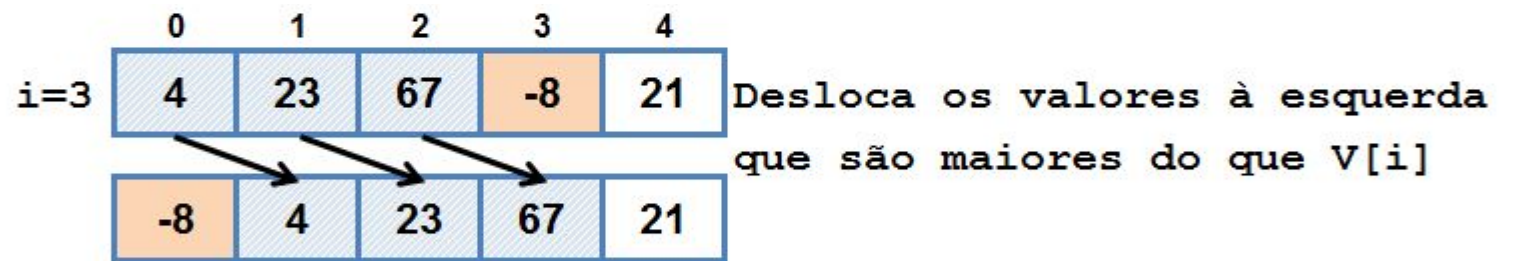 0 1 2 3 4
i=3 4 23 67 -8 21 Desloca os valores à esquerda
que são maiores do que V[i]
-8 4 23 67 21